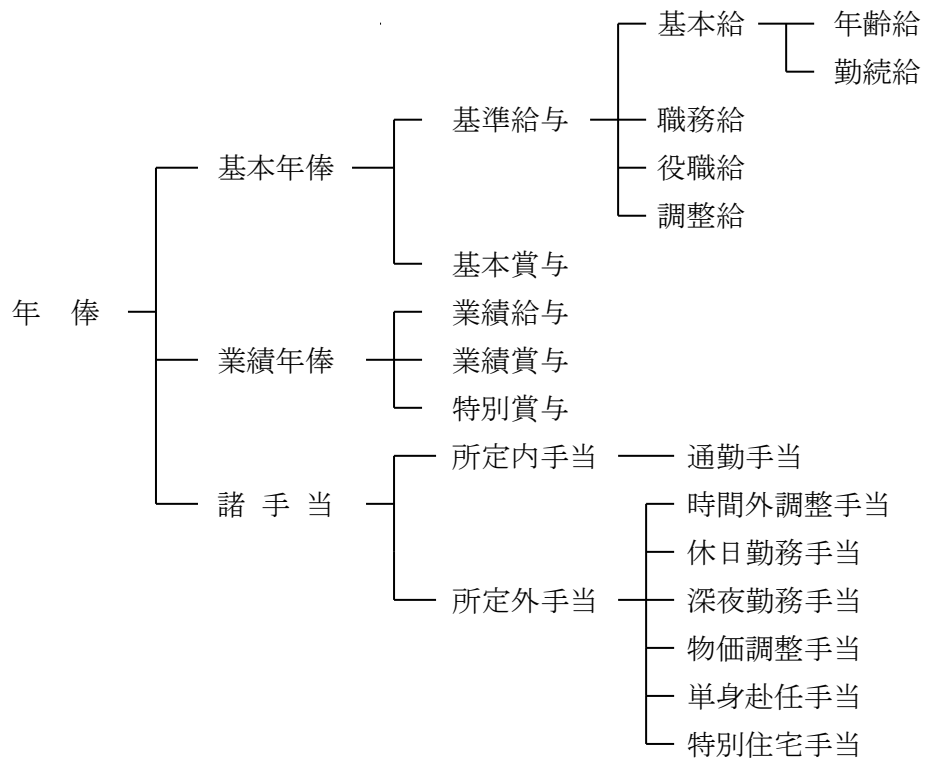 基本給 年齢給
勤続給
基準給与 職務給
基本年俸 役職給
調整給
基本賞与
年 俸 業績給与
業績年俸 業績賞与
特別賞与
所定内手当 通勤手当
諸 手 当 時間外調整手当
休日勤務手当
所定外手当 深夜勤務手当
物価調整手当
単身赴任手当
特別住宅手当